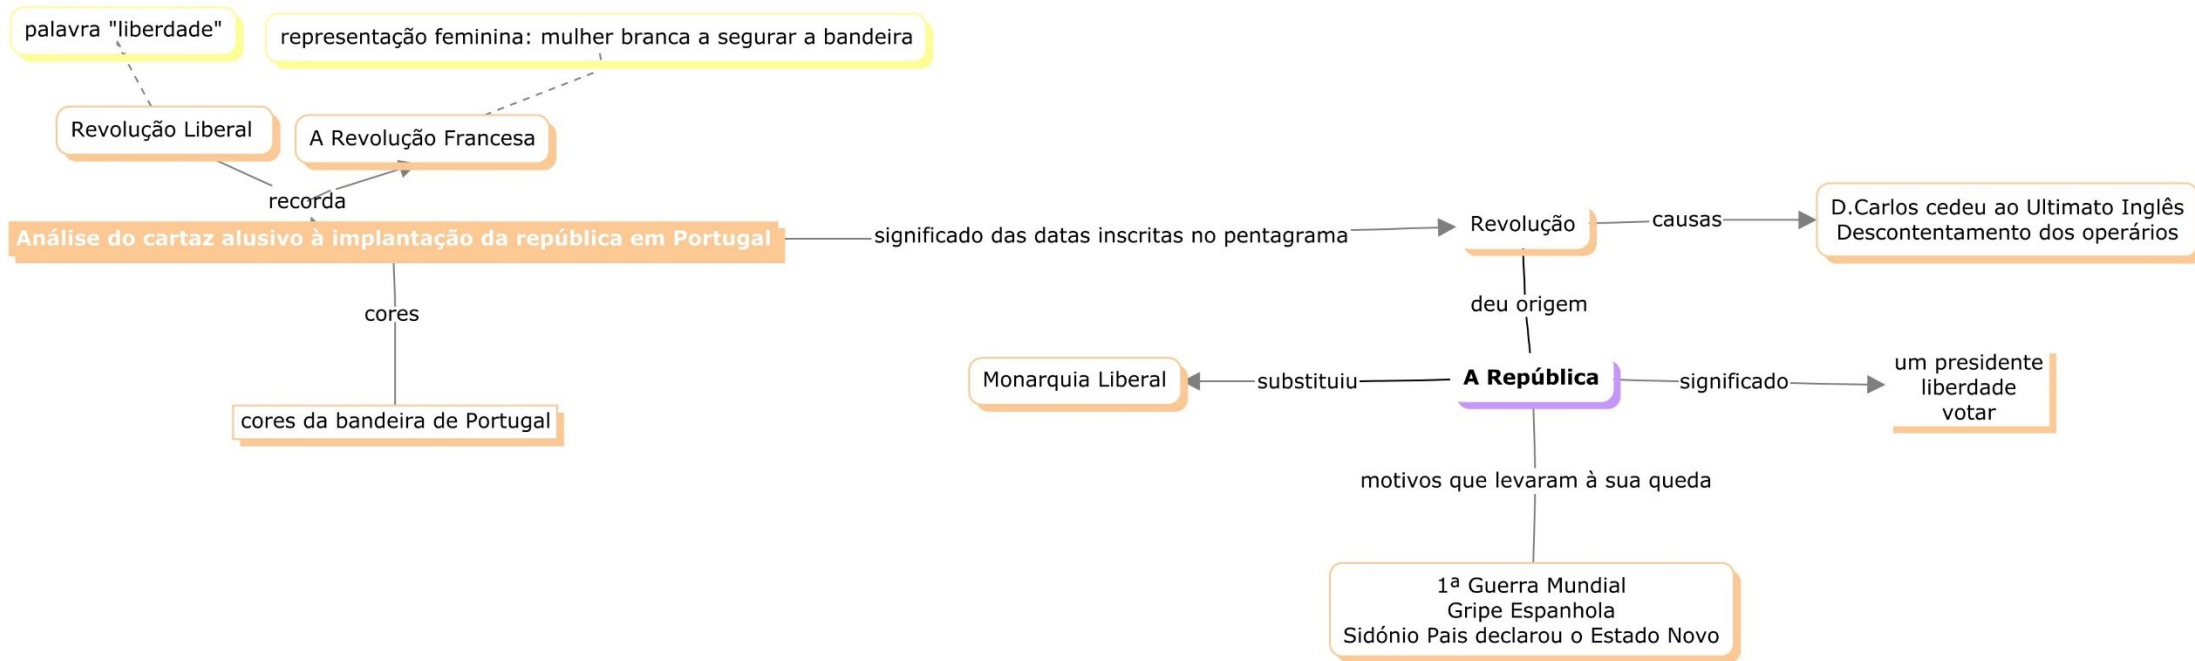 palavra "liberdade"
representação feminina: mulher branca a segurar a bandeira
Revolução Liberal
A Revolução Francesa
recorda
Análise do cartaz alusivo à implantação da república em Portugal
significado das datas inscritas no pentagrama
Revolução
causas
D.Carlos cedeu ao Ultimato Inglês
Descontentamento dos operários
cores
deu origem
cores da bandeira de Portugal
Monarquia Liberal
substituiu
A República
significado
um presidente
liberdade
votar
motivos que levaram à sua queda
1ª Guerra Mundial
Gripe Espanhola
Sidónio Pais declarou o Estado Novo